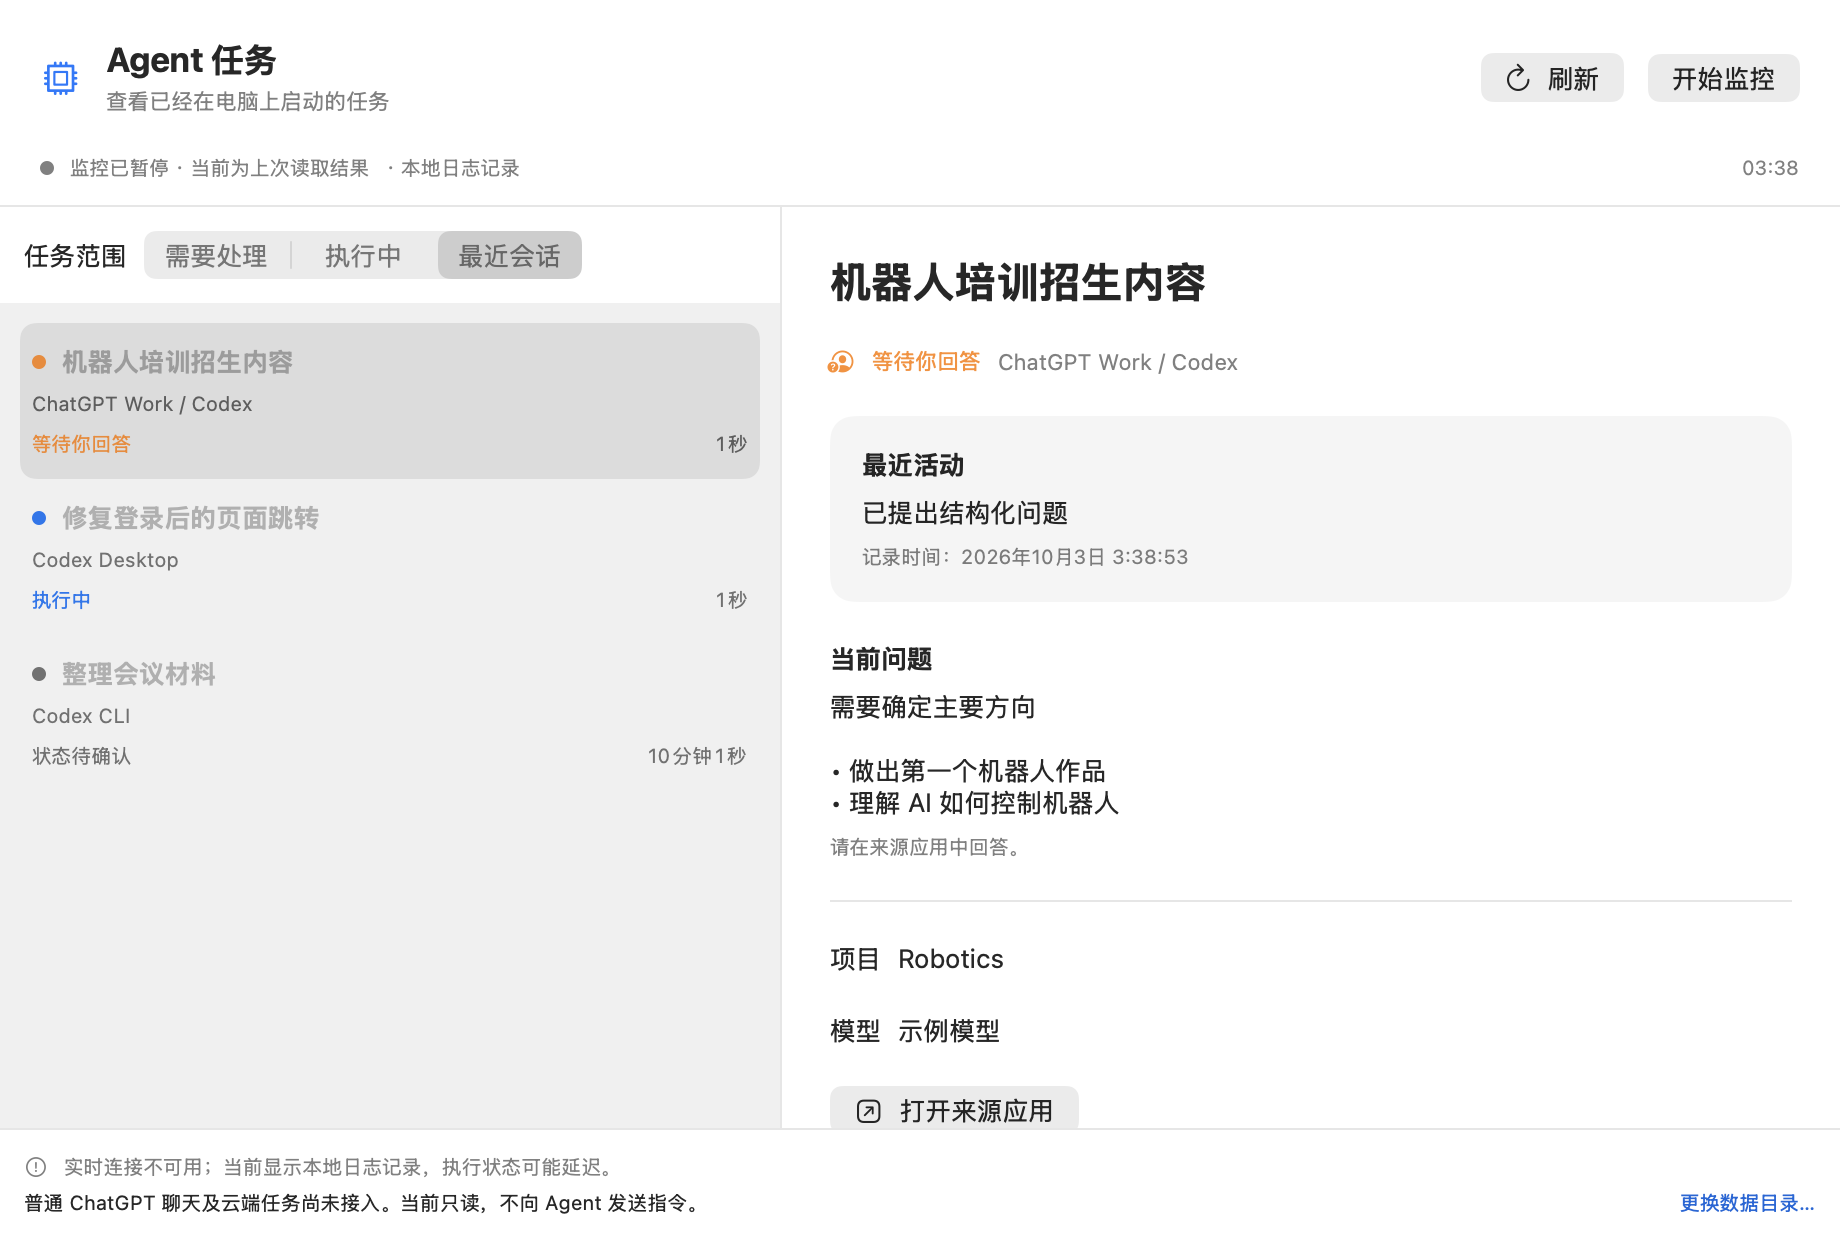 Agent 任务
查看已经在电脑上启动的任务
刷新
开始监控
监控已暂停 · 当前为上次读取结果 · 本地日志记录
03:38
任务范围
需要处理
执行中
最近会话
机器人培训招生内容
ChatGPT Work / Codex
等待你回答
1秒
修复登录后的页面跳转
Codex Desktop
执行中
1秒
整理会议材料
Codex CLI
状态待确认
10分钟1秒
机器人培训招生内容
等待你回答 ChatGPT Work / Codex
最近活动
已提出结构化问题
记录时间：2026年10月3日 3:38:53
当前问题
需要确定主要方向
• 做出第一个机器人作品
• 理解 AI 如何控制机器人
请在来源应用中回答。
项目 Robotics
模型 示例模型
打开来源应用
实时连接不可用；当前显示本地日志记录，执行状态可能延迟。
普通 ChatGPT 聊天及云端任务尚未接入。当前只读，不向 Agent 发送指令。
更换数据目录...